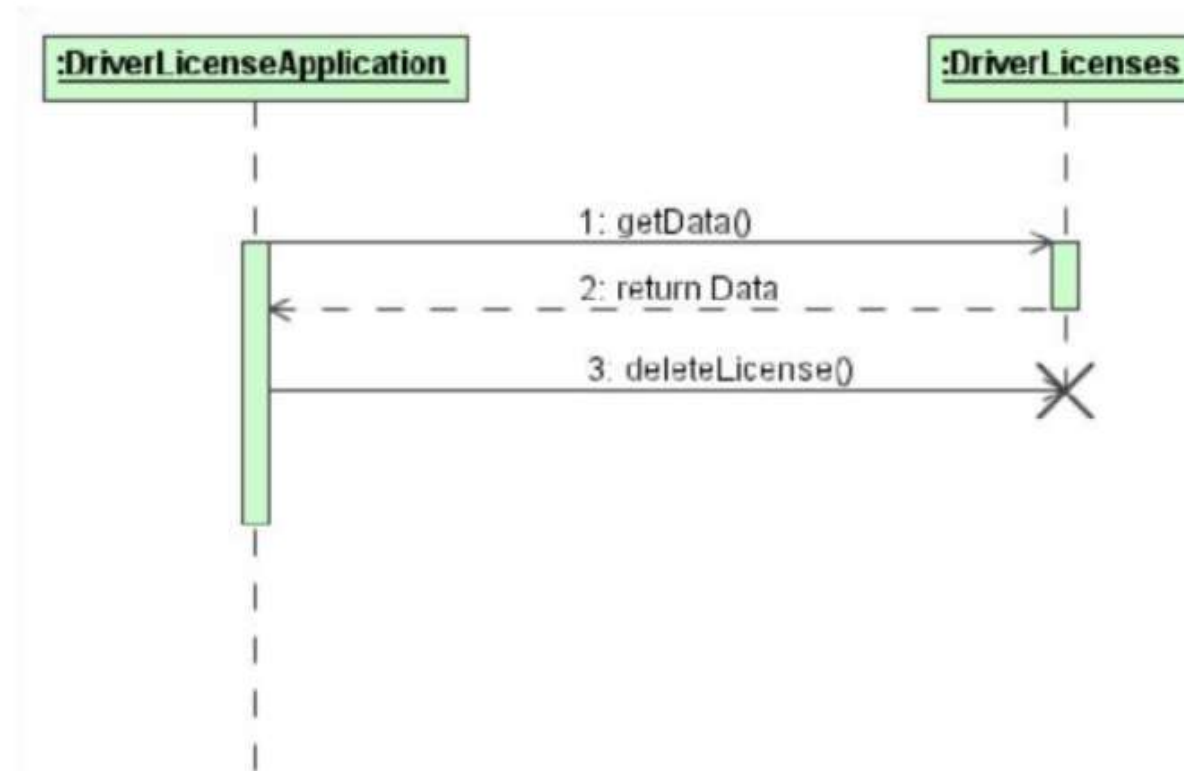 :DriverLicenseApplication
:DriverLicenses
1: getData()
2: return Data
3: deleteLicense()